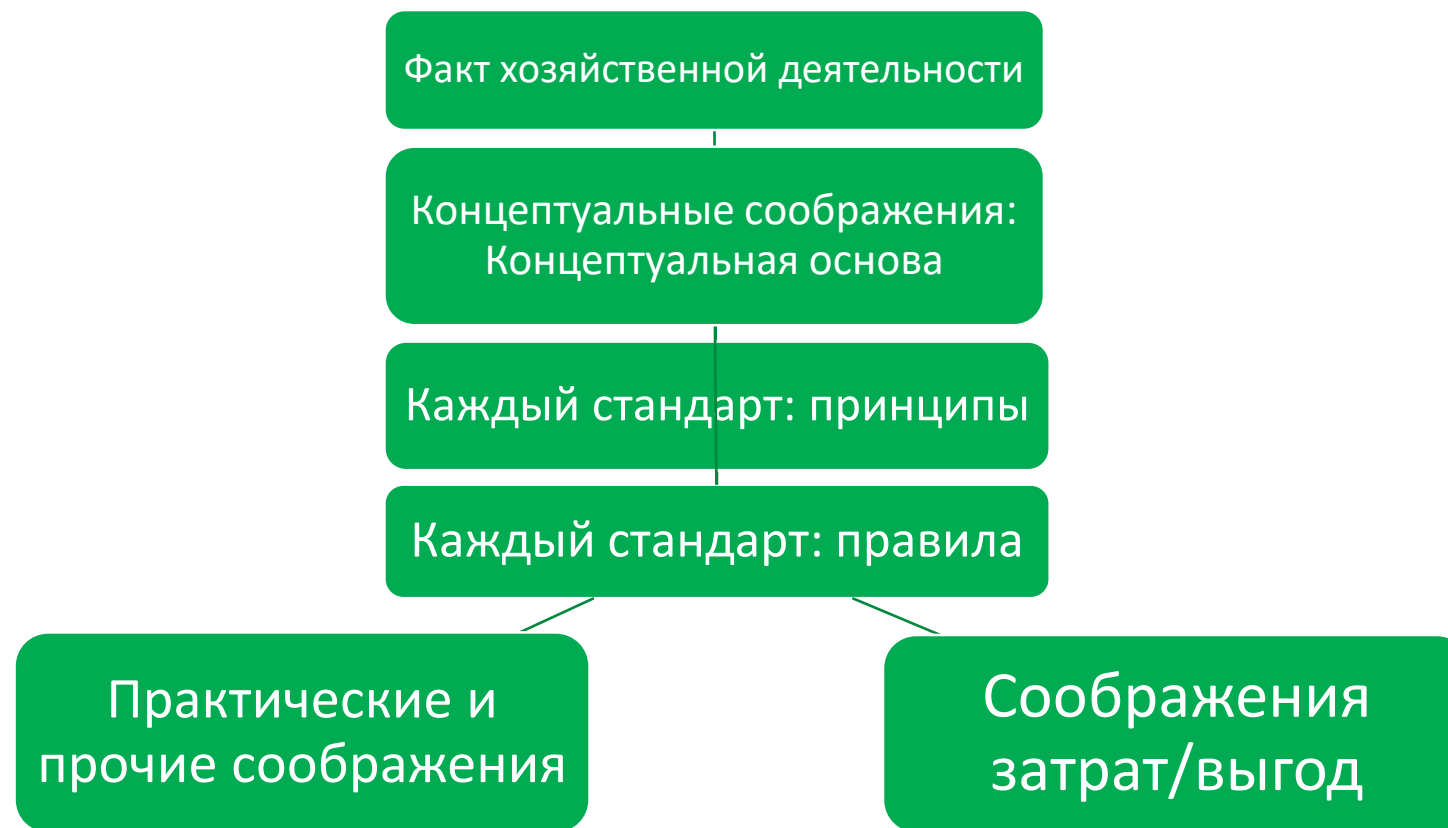 Факт хозяйственной деятельности
Концептуальные соображения:
Концептуальная основа
Каждый стандарт: принципы
Каждый стандарт: правила
Практические и
прочие соображения
Соображения
затрат/выгод